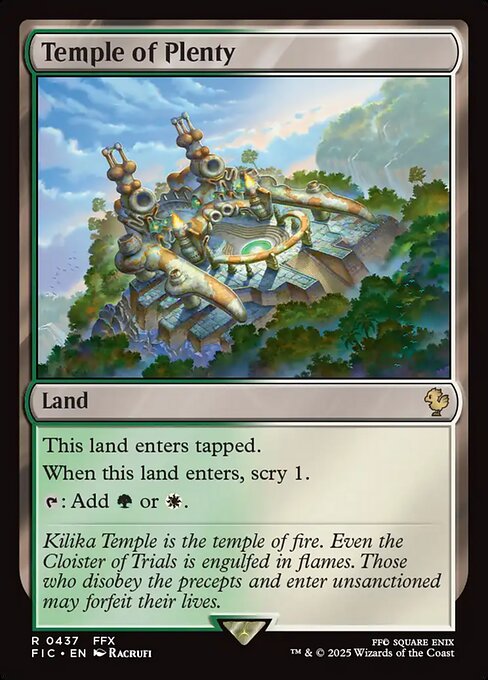 Temple of Plenty
Land
This land enters tapped.
When this land enters, scry 1.
: Add or .
Kilika Temple is the temple of fire. Even the
Cloister of Trials is engulfed in flames. Those
who disobey the precepts and enter unsanctioned
may forfeit their lives.
R 0437 FFX
FIC • EN Racrufi
FF© SQUARE ENIX
™ & © 2025 Wizards of the Coast